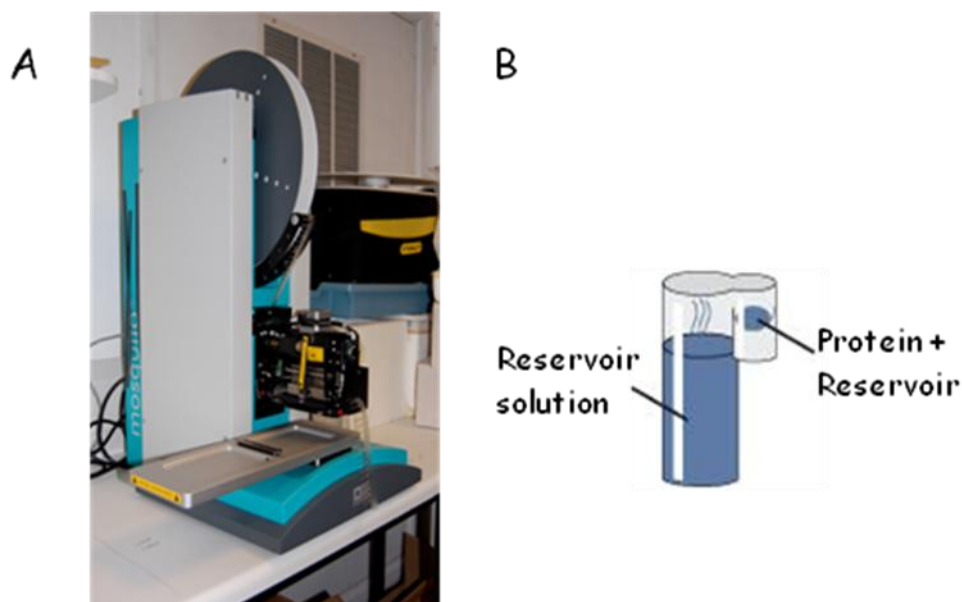 A
B
mosquito
Reservoir
solution
Protein +
Reservoir